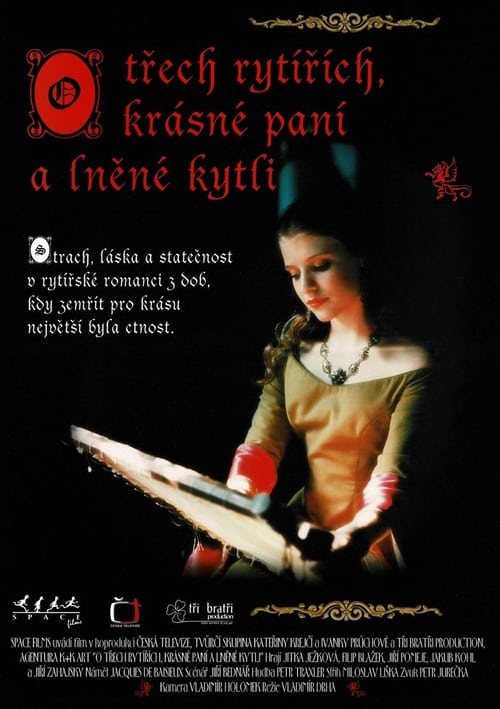 O třech rytířích,
krásné paní
a lněné kytli
Strach, láska a statečnost
v rytířské romanci z dob,
kdy zemřít pro krásu
největší byla ctnost.
SPACE
films
ČESKÁ TELEVIZE
tři bratři
production
SPACE FILMS uvádí film v koprodukci ČESKÁ TELEVIZE, TVŮRČÍ SKUPINA KATEŘINY KREJČÍ a IVANKY PRŮCHOVÉ a TŘI BRATŘI PRODUCTION,
AGENTURA K+K ART "O TŘECH RYTÍŘÍCH, KRÁSNÉ PANÍ A LNĚNÉ KYTLI" Hrají JITKA JEŽKOVÁ, FILIP BLAŽEK, JIŘÍ POMEJE, JAKUB KOHL
a JIŘÍ ZAHAJSKÝ Námět JACQUES DE BAISIEUX Scénář JIŘÍ BEDNÁŘ Hudba PETR TRAXLER Střih MILOSLAV LIŠKA Zvuk PETR JUREČKA
Kamera VLADIMÍR HOLOMEK Režie VLADIMÍR DRHA